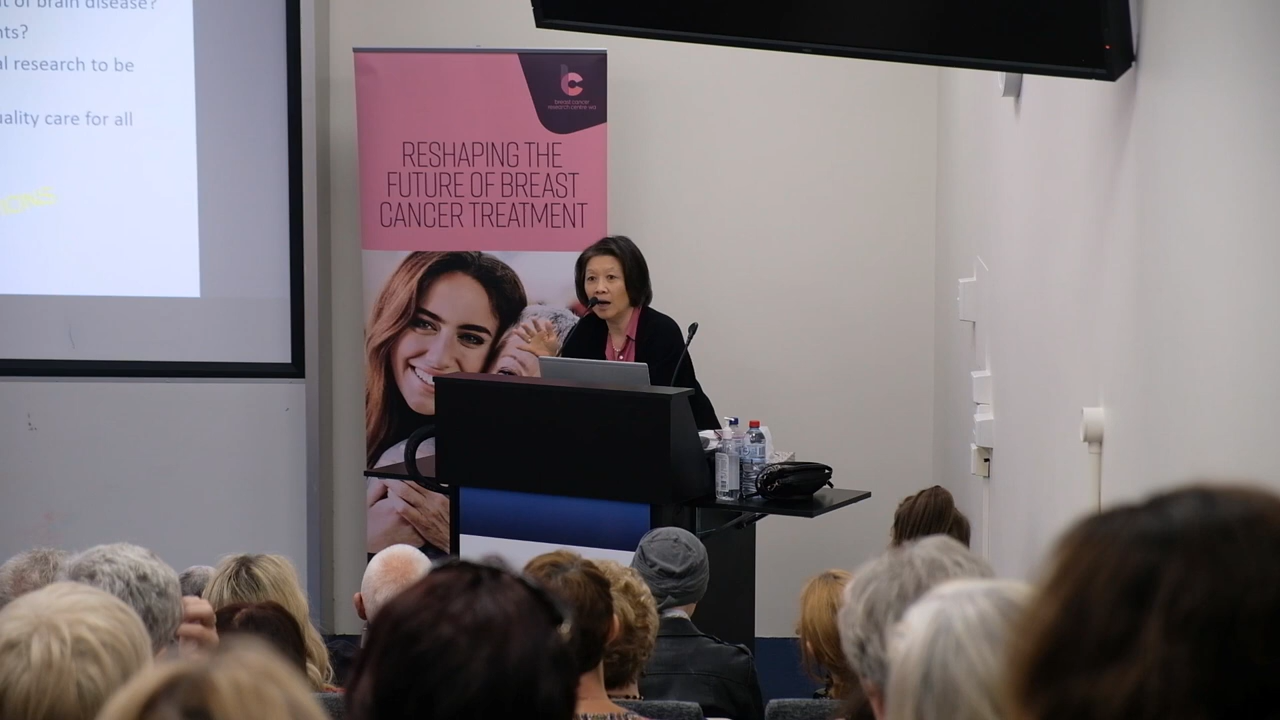 of brain disease?
nts?
al research to be
uality care for all
IONS
breast cancer
research centre wa
RESHAPING THE
FUTURE OF BREAST
CANCER TREATMENT